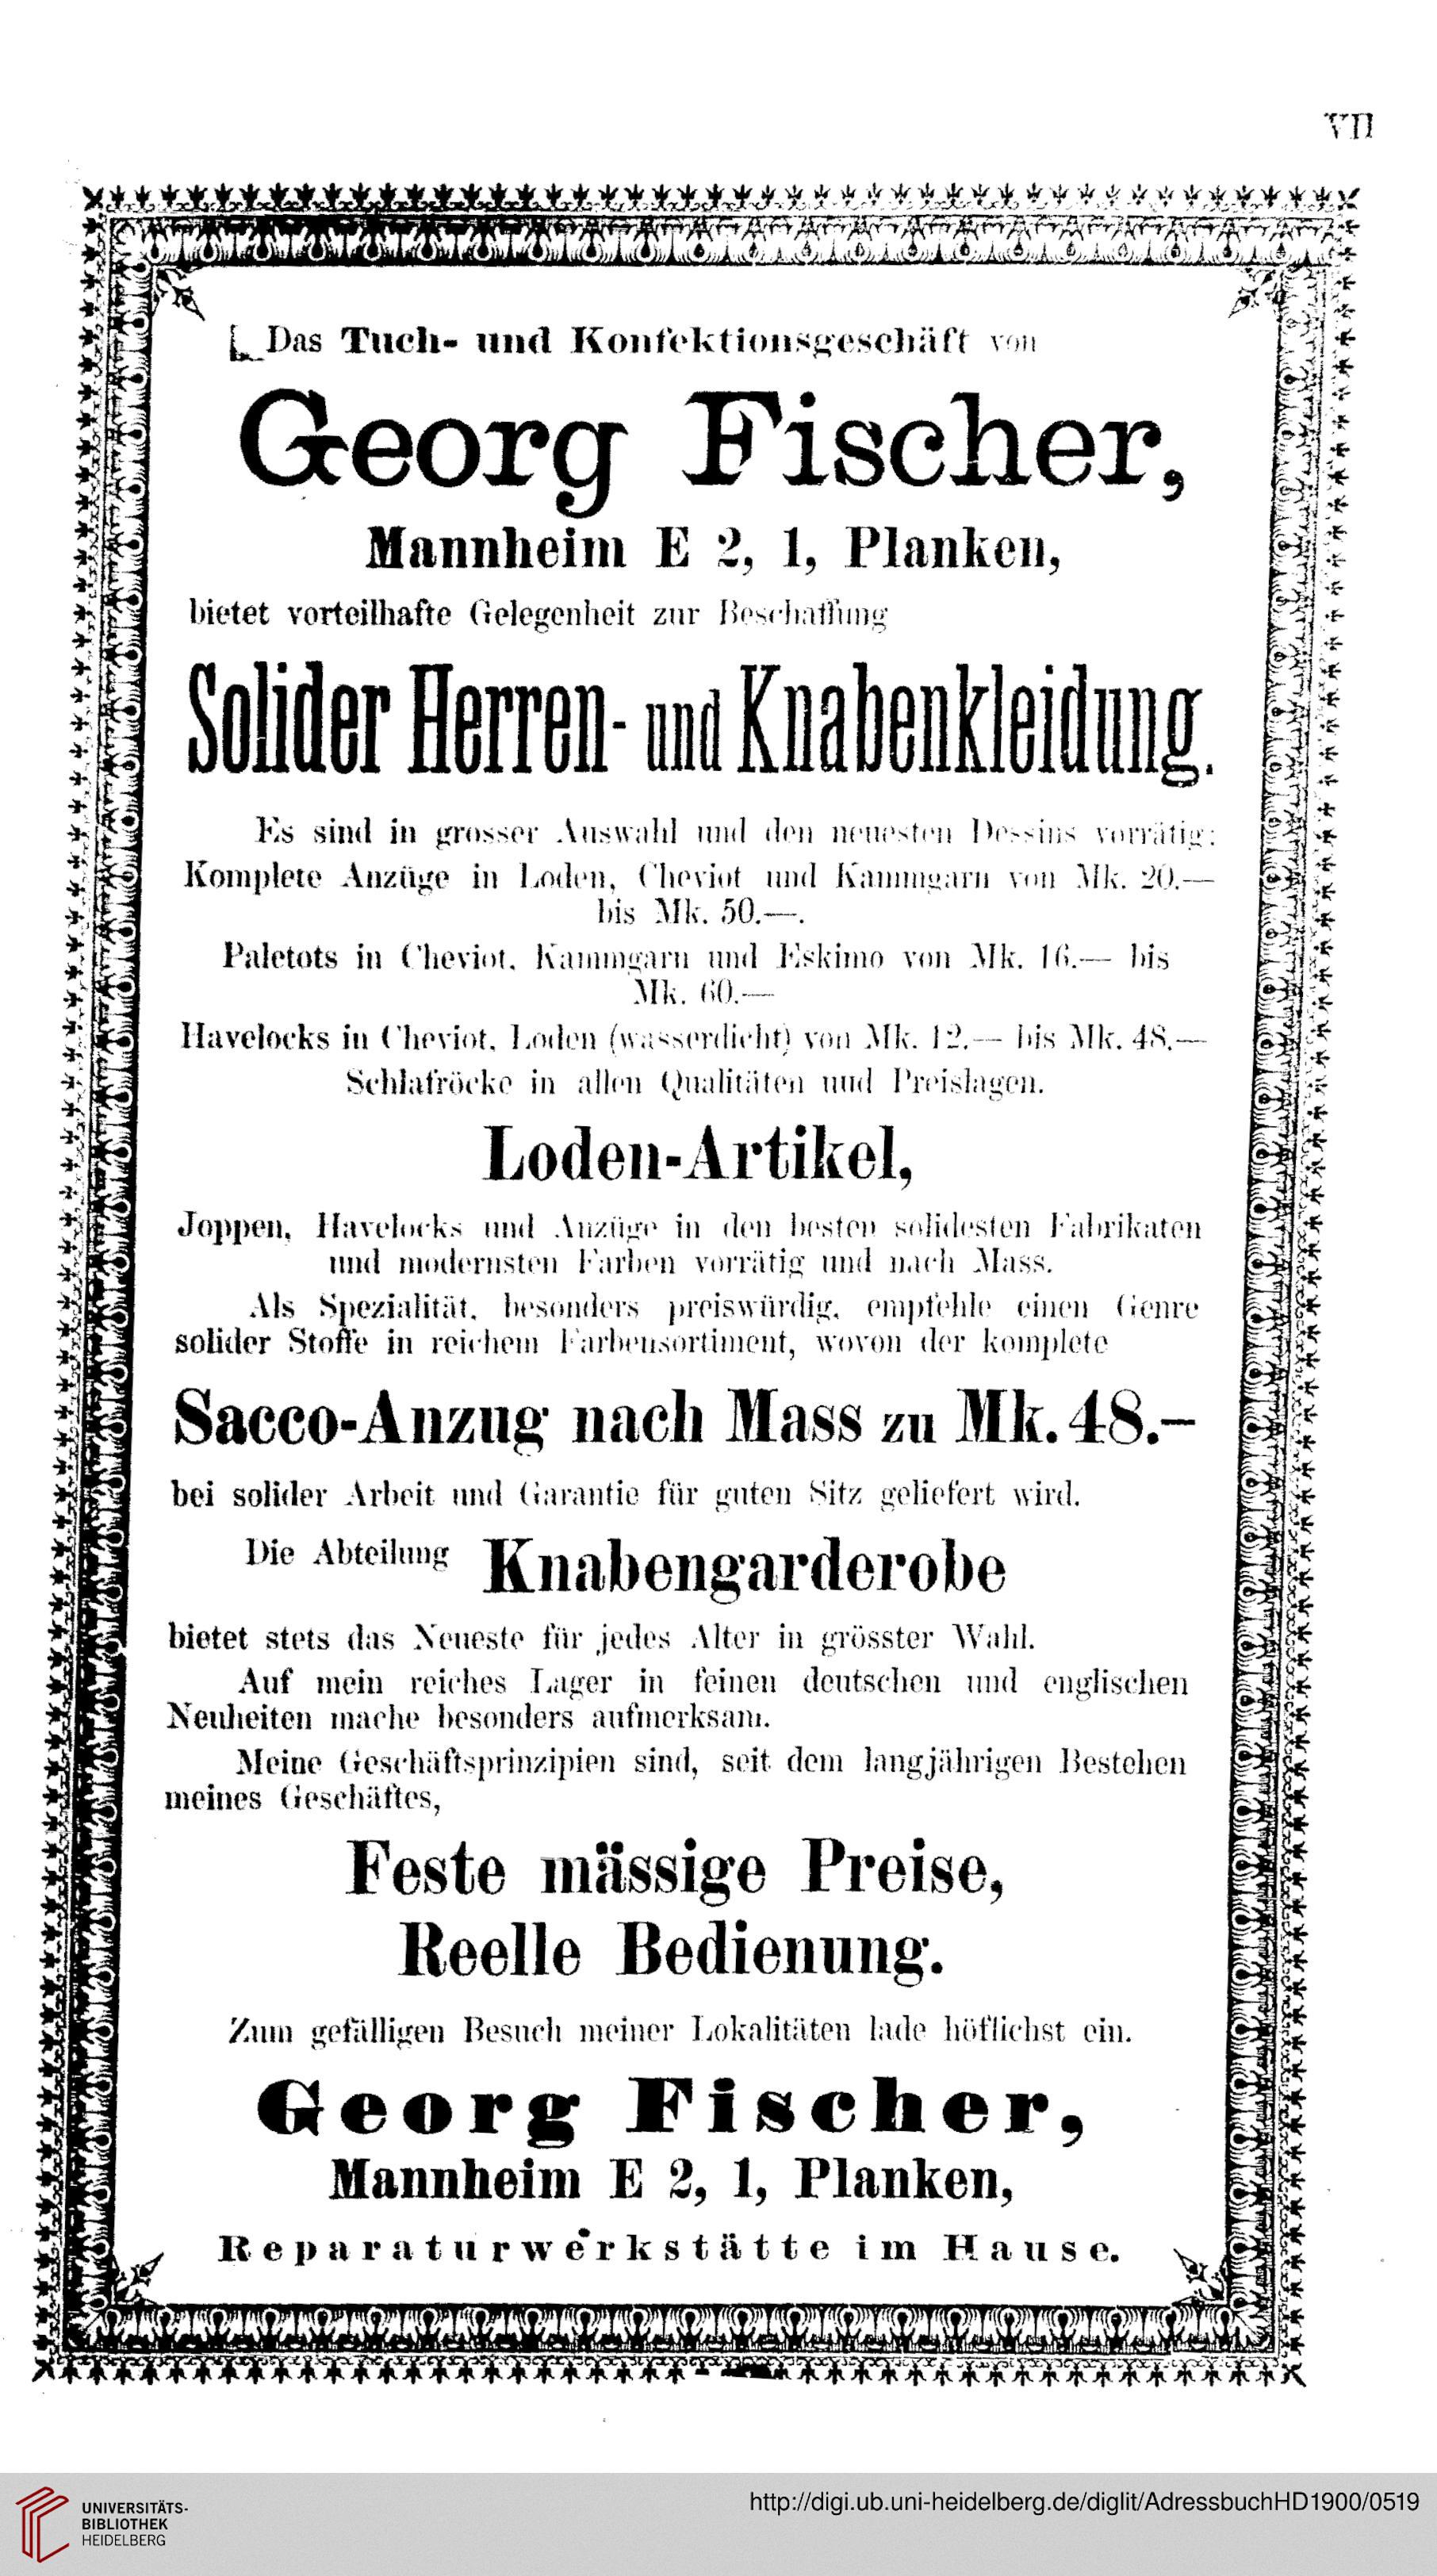 VII
Das Tuch- und Konfektionsgeschäft von
Georg Fischer,
Mannheim E 2, 1, Planken,
bietet vorteilhafte Gelegenheit zur Beschaffung
Solider Herren- und Knabenkleidung.
Es sind in grosser Auswahl und den neuesten Dessins vorrätig:
Komplete Anzüge in Loden, Cheviot und Kammgarn von Mk. 20.—
bis Mk. 50.—.
Paletots in Cheviot, Kammgarn und Eskimo von Mk. 16.— bis
Mk. 60.—
Havelocks in Cheviot, Loden (wasserdicht) von Mk. 12.— bis Mk. 48.—
Schlafröcke in allen Qualitäten und Preislagen.
Loden-Artikel,
Joppen, Havelocks und Anzüge in den besten solidesten Fabrikaten
und modernsten Farben vorrätig und nach Mass.
Als Spezialität, besonders preiswürdig, empfehle einen Genre
solider Stoffe in reichem Farbensortiment, wovon der komplete
Sacco-Anzug nach Mass zu Mk. 48.–
bei solider Arbeit und Garantie für guten Sitz geliefert wird.
Die Abteilung Knabengarderobe
bietet stets das Neueste für jedes Alter in grösster Wahl.
Auf mein reiches Lager in feinen deutschen und englischen
Neuheiten mache besonders aufmerksam.
Meine Geschäftsprinzipien sind, seit dem langjährigen Bestehen
meines Geschäftes,
Feste mässige Preise,
Reelle Bedienung.
Zum gefälligen Besuch meiner Lokalitäten lade höflichst ein.
Georg Fischer,
Mannheim E 2, 1, Planken,
Reparaturwerkstätte im Hause.
UNIVERSITÄTS-
BIBLIOTHEK
HEIDELBERG
http://digi.ub.uni-heidelberg.de/diglit/AdressbuchHD1900/0519